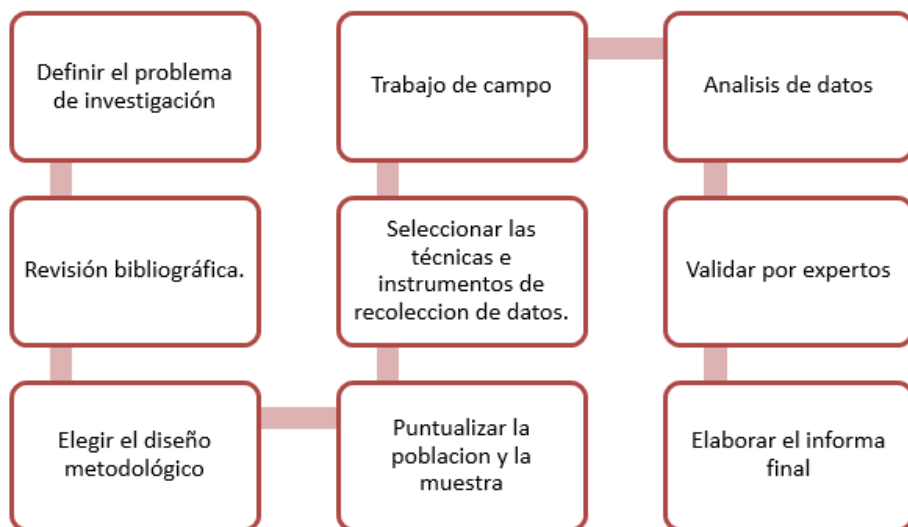 Definir el problema
de investigación
Revisión bibliográfica.
Elegir el diseño
metodológico
Puntualizar la
poblacion y la
muestra
Seleccionar las
técnicas e
instrumentos de
recoleccion de datos.
Trabajo de campo
Analisis de datos
Validar por expertos
Elaborar el informa
final